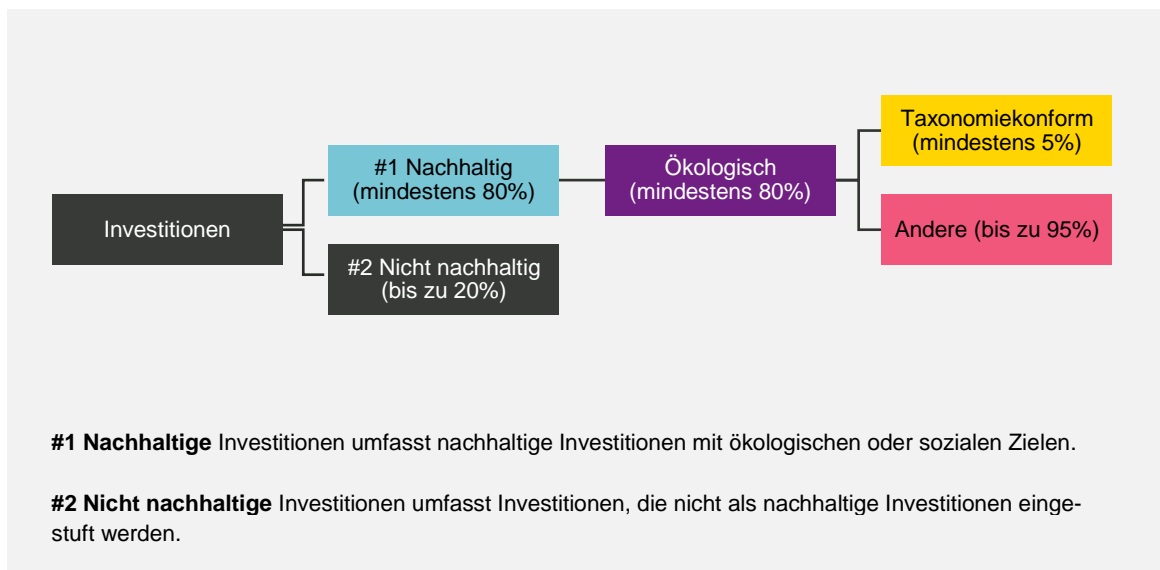 Investitionen
#1 Nachhaltig
(mindestens 80%)
#2 Nicht nachhaltig
(bis zu 20%)
Ökologisch
(mindestens 80%)
Taxonomiekonform
(mindestens 5%)
Andere (bis zu 95%)
#1 Nachhaltige Investitionen umfasst nachhaltige Investitionen mit ökologischen oder sozialen Zielen.
#2 Nicht nachhaltige Investitionen umfasst Investitionen, die nicht als nachhaltige Investitionen einge-
stuft werden.